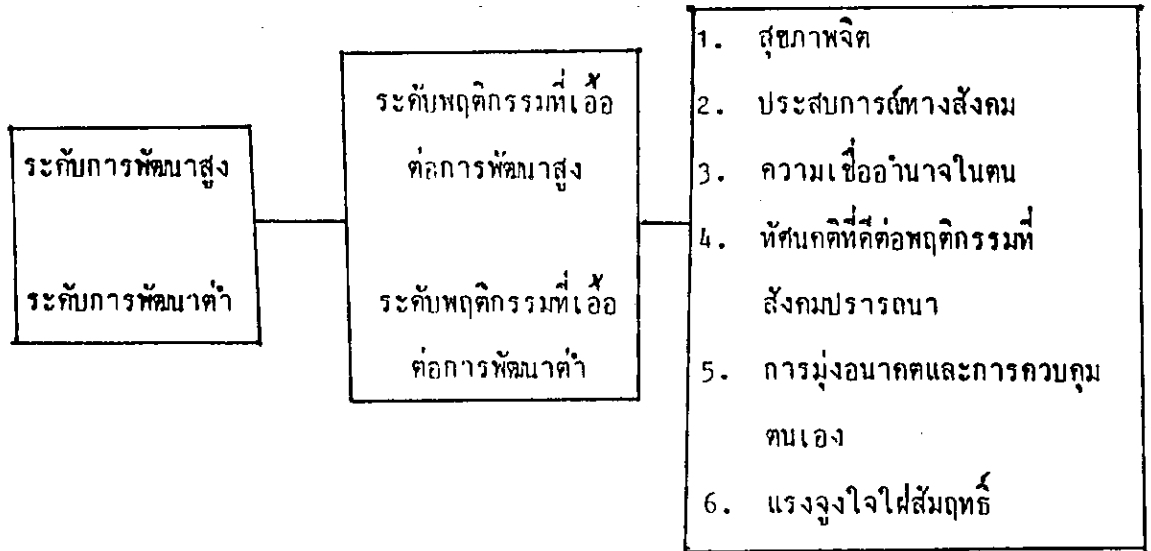 ระดับการพัฒนาสูง
ระดับการพัฒนาต่ำ
ระดับพฤติกรรมที่เอื้อ
ต่อการพัฒนาสูง
ระดับพฤติกรรมที่เอื้อ
ต่อการพัฒนาต่ำ
1. สุขภาพจิต
2. ประสบการณ์ทางสังคม
3. ความเชื่ออำนาจในตน
4. ทัศนคติที่ดีต่อพฤติกรรมที่
สังคมปรารถนา
5. การมุ่งอนาคตและการควบคุม
ตนเอง
6. แรงจูงใจใฝ่สัมฤทธิ์